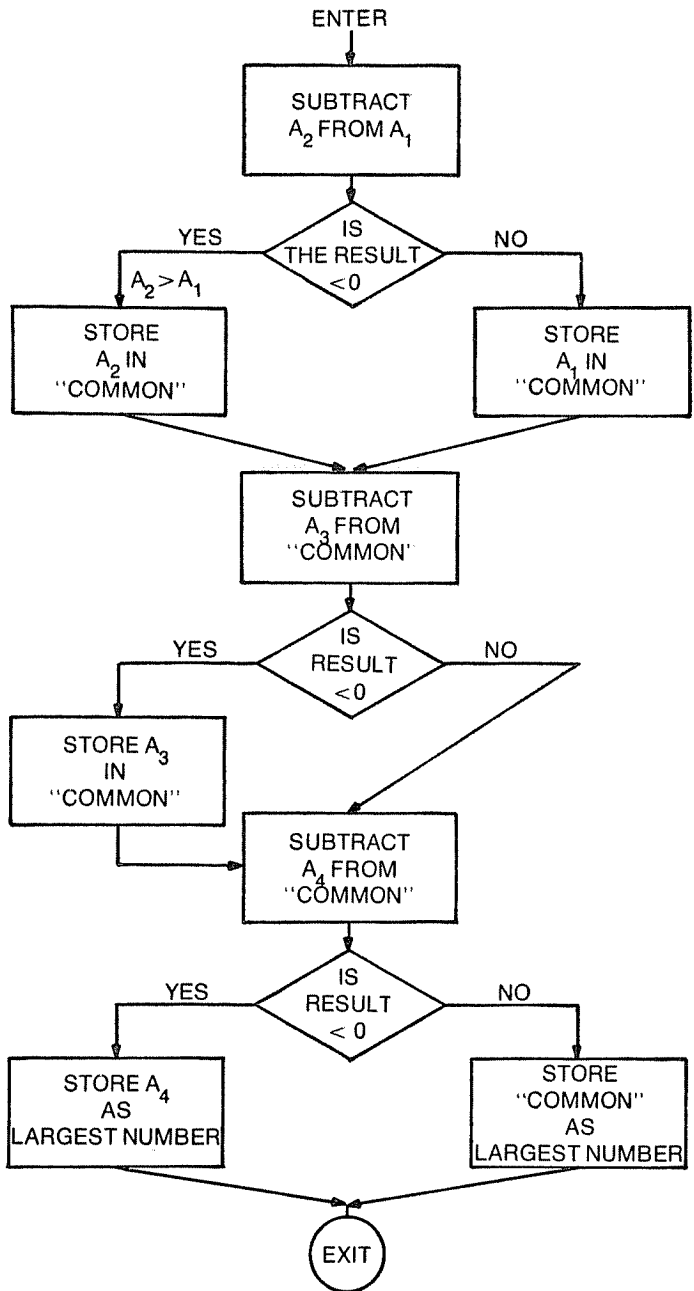 ENTER
SUBTRACT
A₂ FROM A₁
IS
THE RESULT
<0
YES
NO
A₂>A₁
STORE
A₂ IN
"COMMON"
STORE
A₁ IN
"COMMON"
SUBTRACT
A₃ FROM
"COMMON"
IS
RESULT
<0
YES
NO
STORE A₃
IN
"COMMON"
SUBTRACT
A₄ FROM
"COMMON"
IS
RESULT
< 0
YES
NO
STORE A₄
AS
LARGEST NUMBER
STORE
"COMMON"
AS
LARGEST NUMBER
EXIT